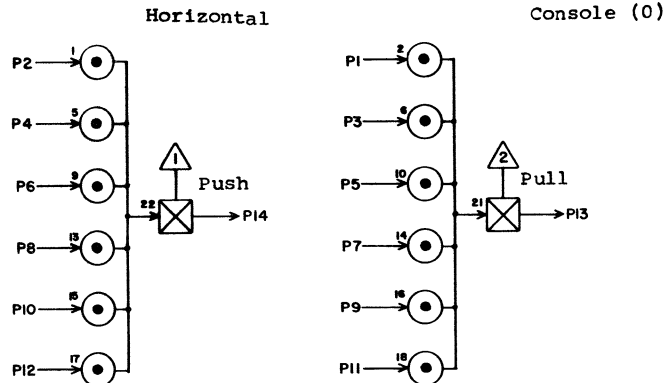 Horizontal
Console (0)
P2 1
P4 5
P6 9
1
Push
22
P14
P8 13
P10 15
P12 17
P1 2
P3 6
P5 10
2
Pull
21
P13
P7 14
P9 16
P11 18